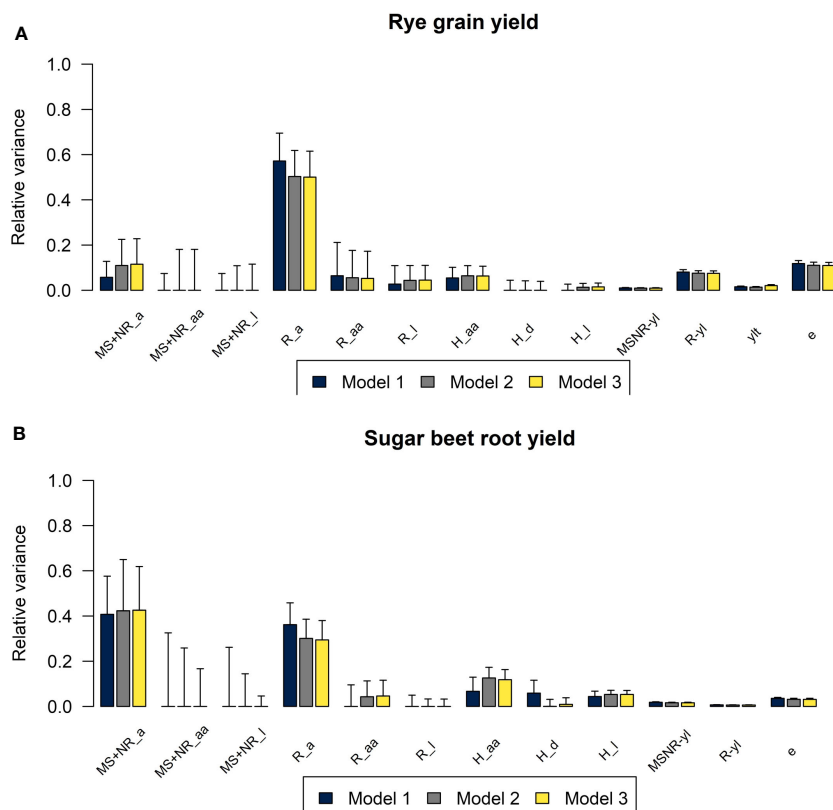 A
Rye grain yield
1.0
0.8
0.6
0.4
0.2
0.0
Relative variance
MS+NR_a
MS+NR_aa
MS+NR_l
R_a
R_aa
R_l
H_aa
H_d
H_l
MSNR-yl
R-yl
ylt
e
Model 1 Model 2 Model 3
B
Sugar beet root yield
1.0
0.8
0.6
0.4
0.2
0.0
Relative variance
MS+NR_a
MS+NR_aa
MS+NR_l
R_a
R_aa
R_l
H_aa
H_d
H_l
MSNR-yl
R-yl
e
Model 1 Model 2 Model 3